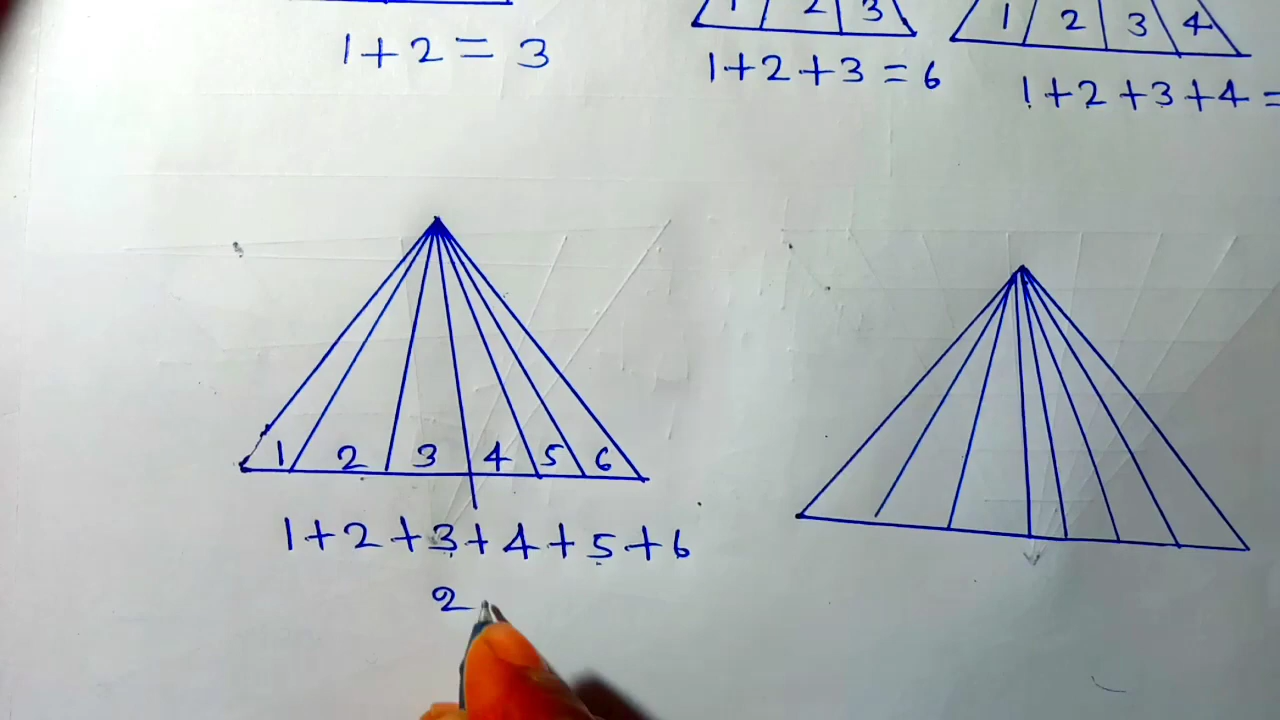 1 2 3
1 2 3 4
1+2=3
1+2+3=6
1+2+3+4=
1 2 3 4 5 6
1+2+3+4+5+6
2